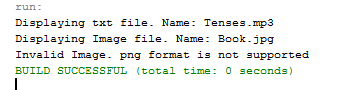 run:
Displaying txt file. Name: Tenses.mp3
Displaying Image file. Name: Book.jpg
Invalid Image. png format is not supported
BUILD SUCCESSFUL (total time: 0 seconds)